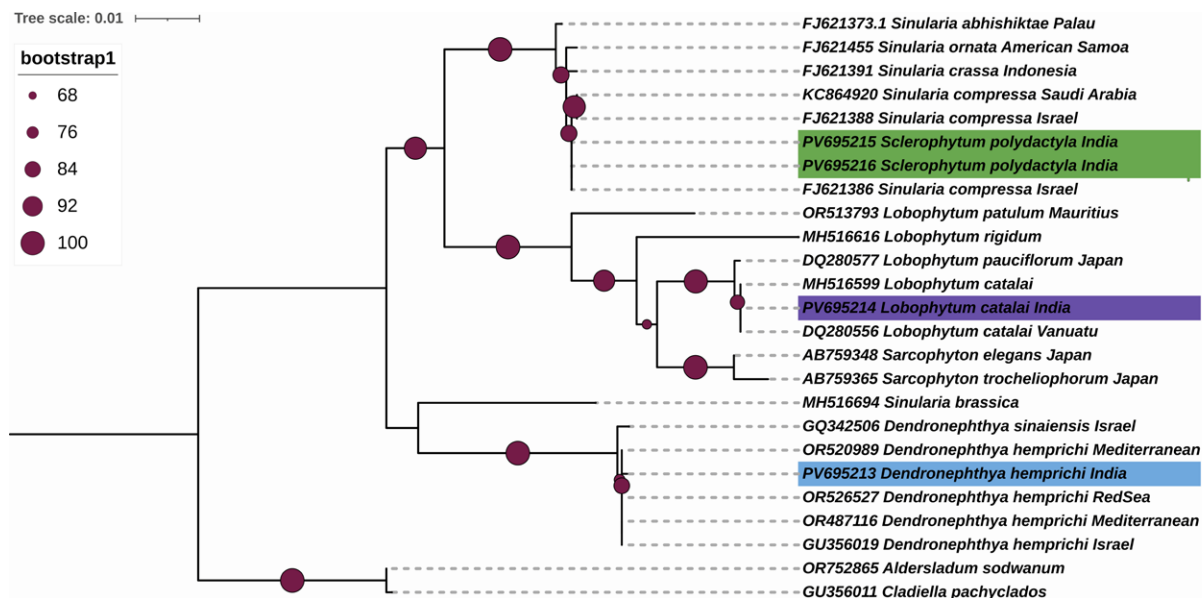 Tree scale: 0.01
bootstrap1
68
76
84
92
100
FJ621373.1 Sinularia abhishiktae Palau
FJ621455 Sinularia ornata American Samoa
FJ621391 Sinularia crassa Indonesia
KC864920 Sinularia compressa Saudi Arabia
FJ621388 Sinularia compressa Israel
PV695215 Sclerophytum polydactyla India
PV695216 Sclerophytum polydactyla India
FJ621386 Sinularia compressa Israel
OR513793 Lobophytum patulum Mauritius
MH516616 Lobophytum rigidum
DQ280577 Lobophytum pauciflorum Japan
MH516599 Lobophytum catalai
PV695214 Lobophytum catalai India
DQ280556 Lobophytum catalai Vanuatu
AB759348 Sarcophyton elegans Japan
AB759365 Sarcophyton trocheliophorum Japan
MH516694 Sinularia brassica
GQ342506 Dendronephthya sinaiensis Israel
OR520989 Dendronephthya hemprichi Mediterranean
PV695213 Dendronephthya hemprichi India
OR526527 Dendronephthya hemprichi RedSea
OR487116 Dendronephthya hemprichi Mediterranean
GU356019 Dendronephthya hemprichi Israel
OR752865 Aldersladum sodwanum
GU356011 Cladiella pachyclados